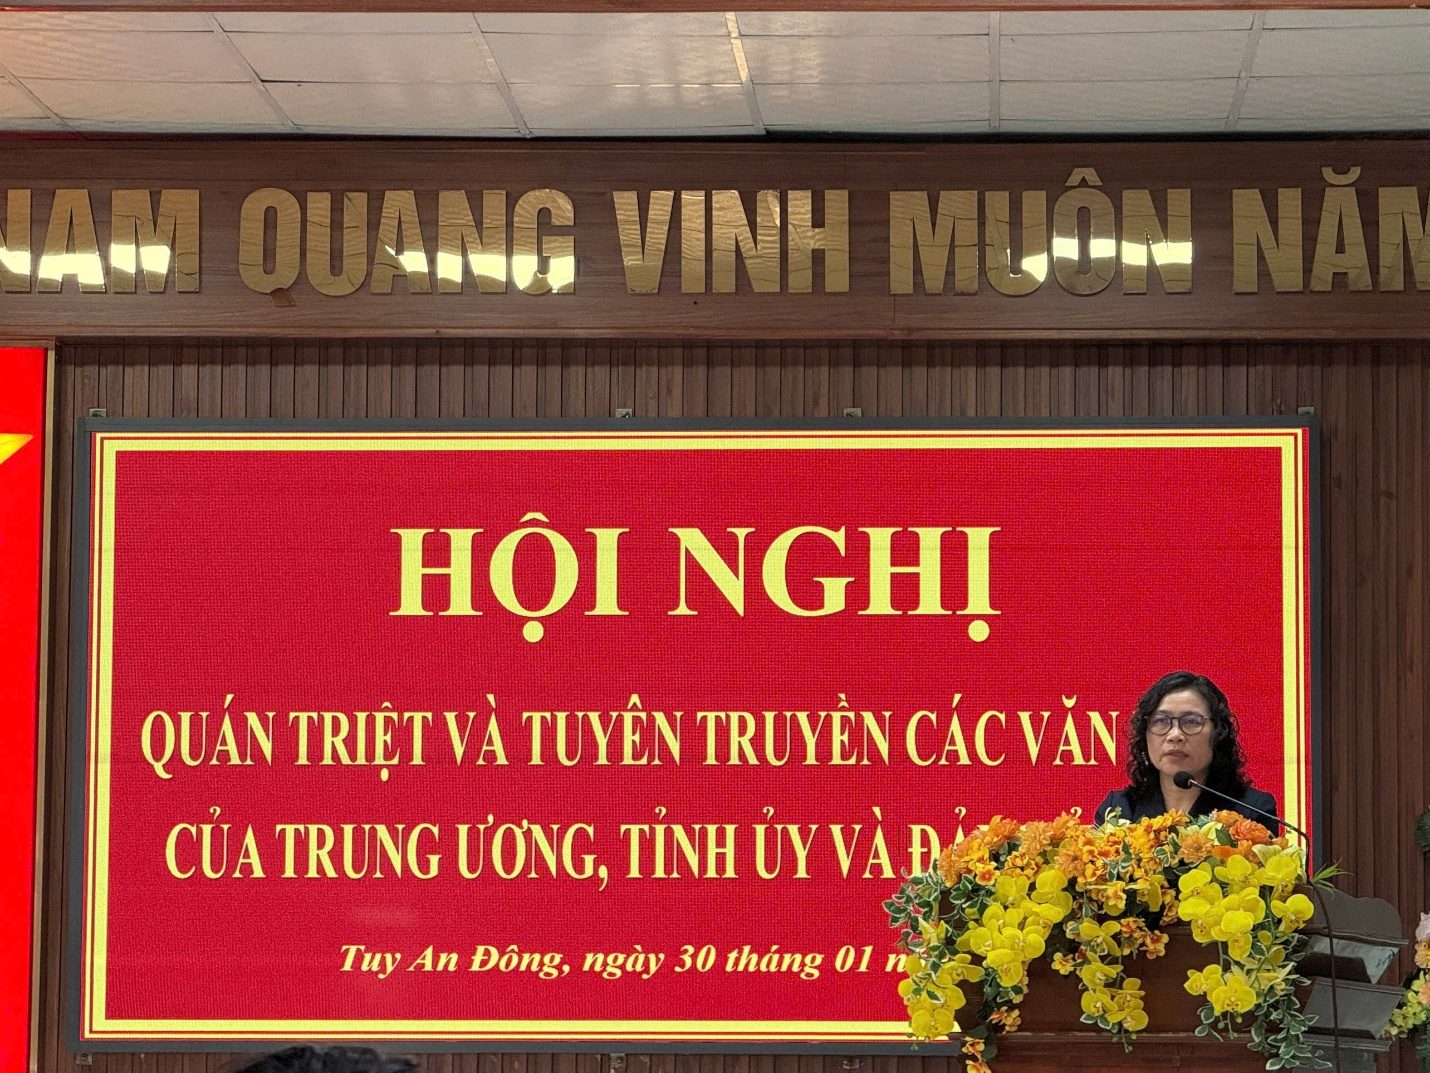 NAM QUANG VINH MUÔN NĂM
HỘI NGHỊ
QUÁN TRIỆT VÀ TUYÊN TRUYỀN CÁC VĂN
CỦA TRUNG ƯƠNG, TỈNH ỦY VÀ
Tuy An Đông, ngày 30 tháng 01